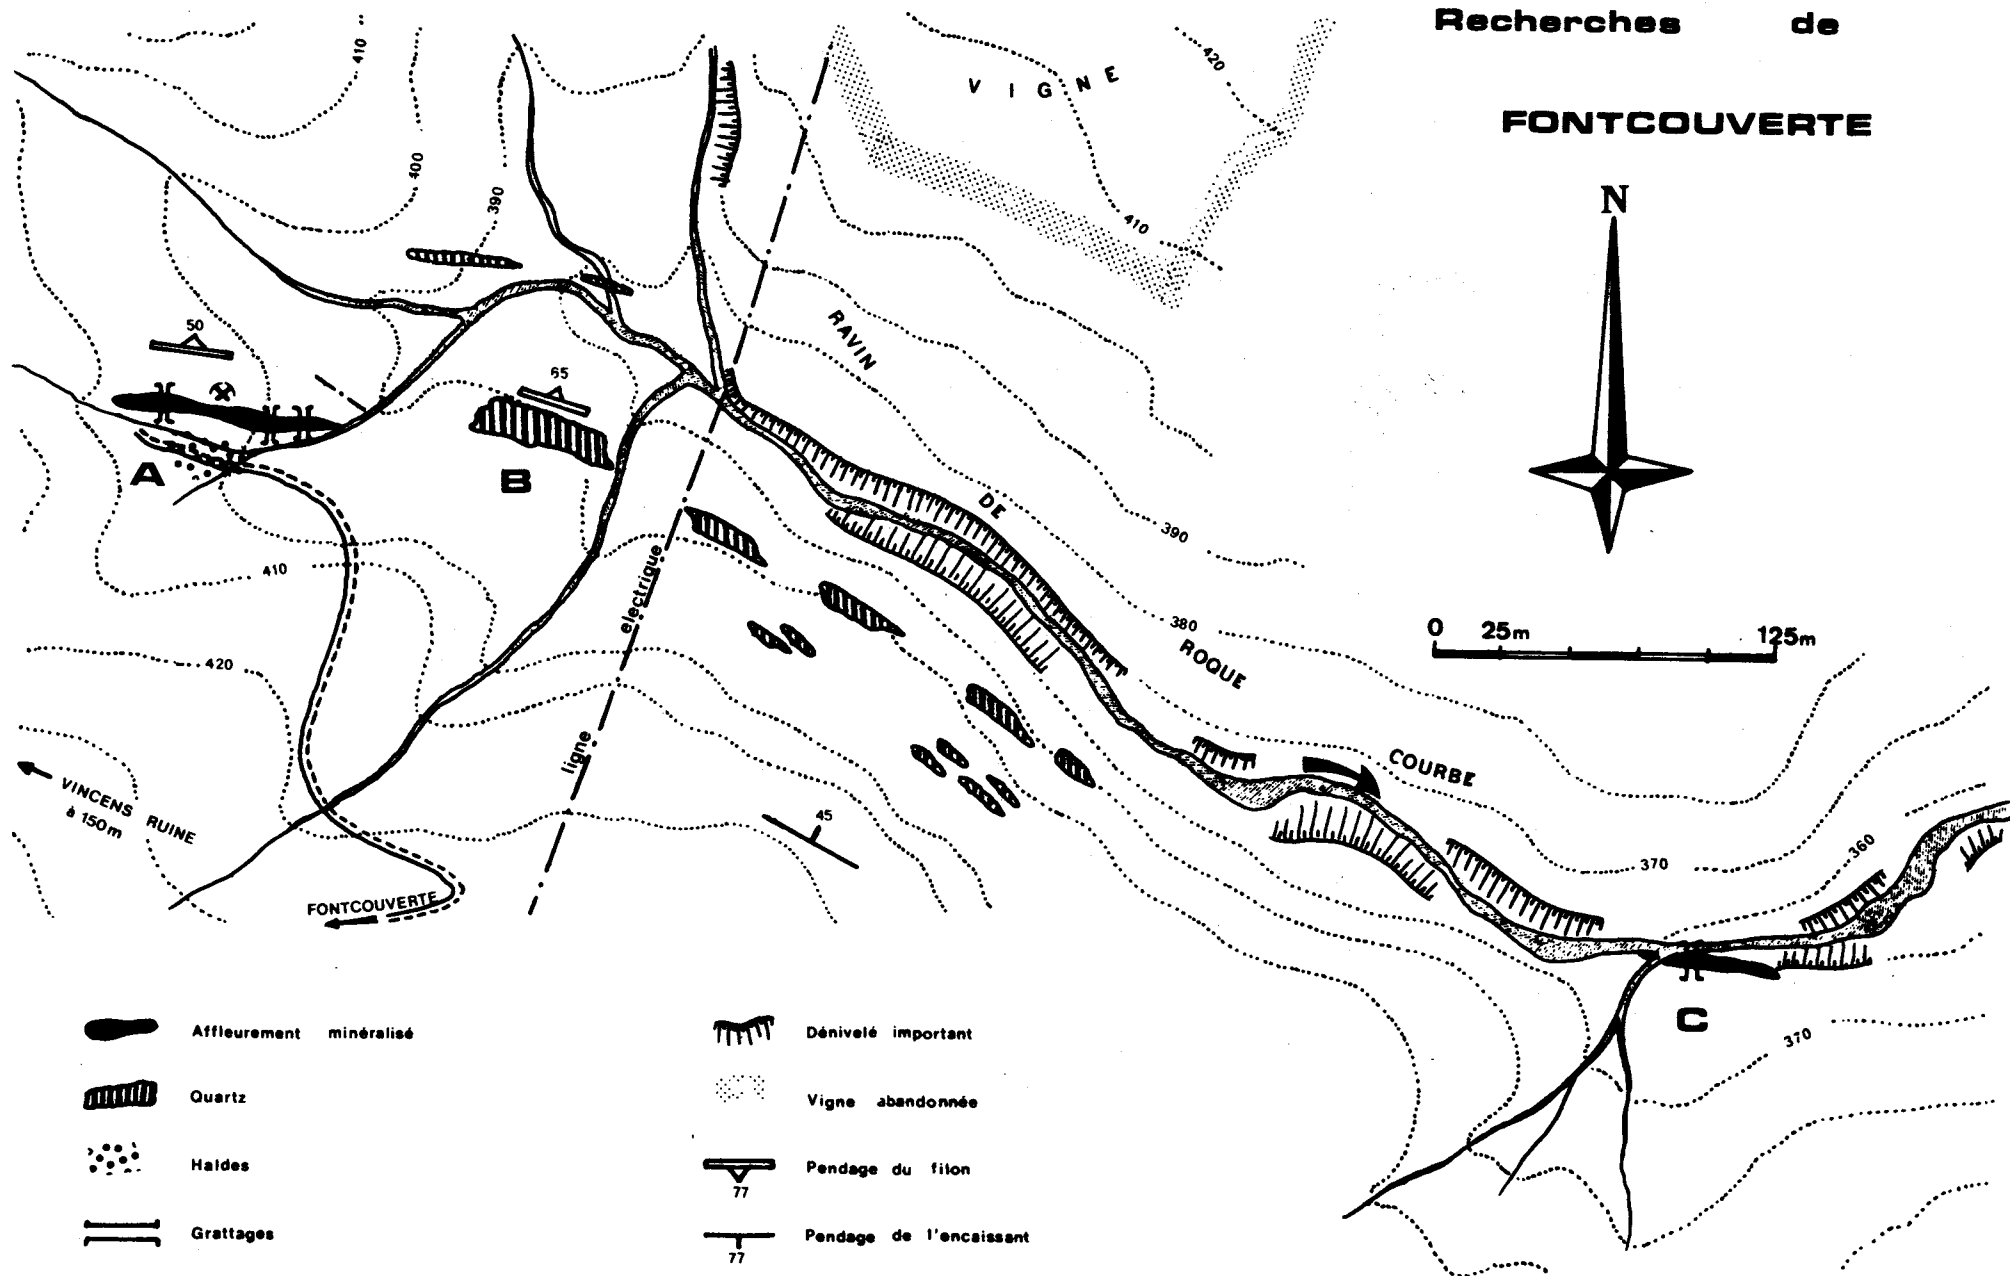 Recherches de
FONTCOUVERTE
N
0 25m 125m
VIGNE
410
420
400
390
410
50
65
A
B
RAVIN
DE
ROQUE
COURBE
390
380
410
420
ligne electrique
VINCENS RUINE
à 150m
FONTCOUVERTE
45
370
360
C
370
Affleurement minéralisé
Quartz
Haldes
Grattages
Dénivelé important
Vigne abandonnée
77
Pendage du filon
77
Pendage de l'encaissant